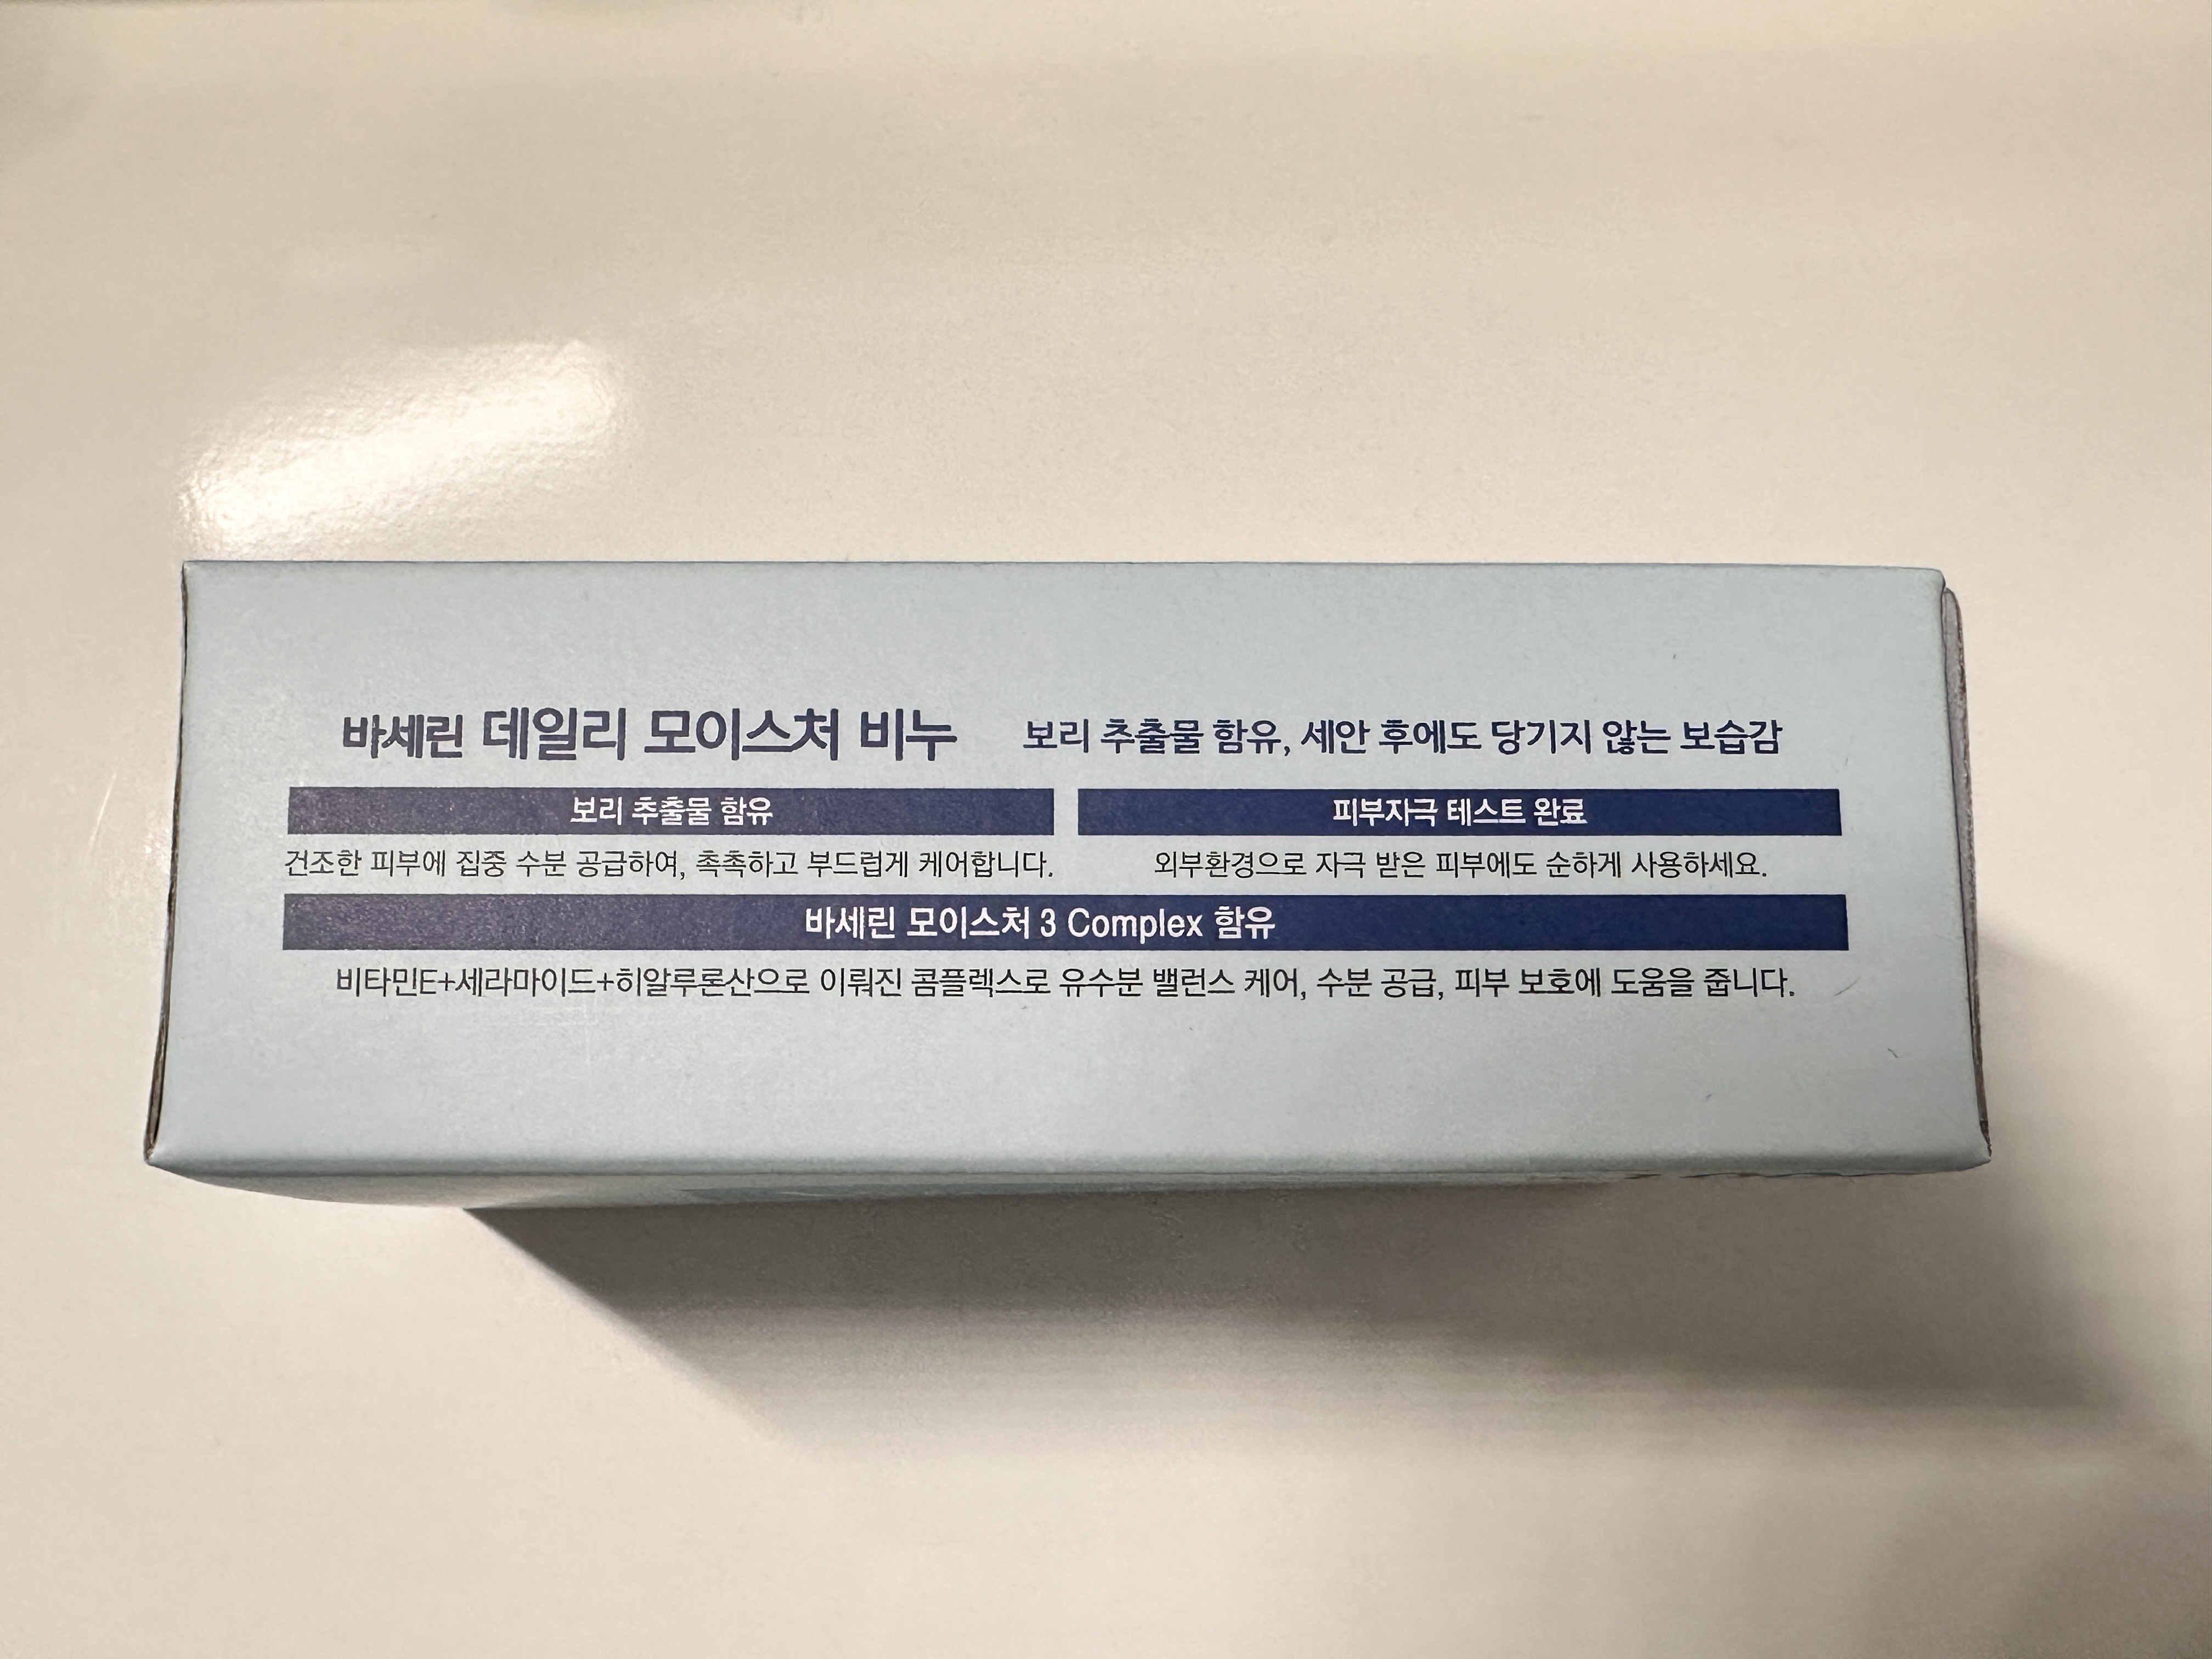 바세린 데일리 모이스처 비누 보리 추출물 함유, 세안 후에도 당기지 않는 보습감
보리 추출물 함유
건조한 피부에 집중 수분 공급하여, 촉촉하고 부드럽게 케어합니다.
피부자극 테스트 완료
외부환경으로 자극 받은 피부에도 순하게 사용하세요.
바세린 모이스처 3 Complex 함유
비타민E+세라마이드+히알루론산으로 이뤄진 콤플렉스로 유수분 밸런스 케어, 수분 공급, 피부 보호에 도움을 줍니다.